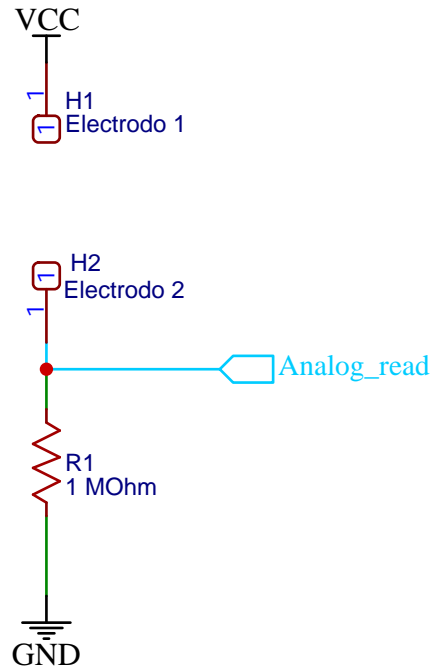 VCC
1
H1
1
Electrodo 1
1
H2
Electrodo 2
1
Analog_read
R1
1 MOhm
GND